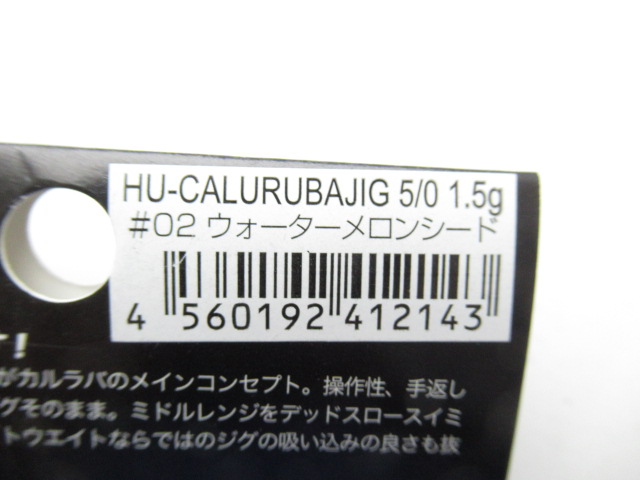 HU-CALURUBAJIG 5/0 1.5g
#02 ウォーターメロンシード
4 560192 412143
!
がカルラバのメインコンセプト。操作性、手返し
グそのまま。ミドルレンジをデッドスロースイミ
トウエイトならではのジグの吸い込みの良さも抜